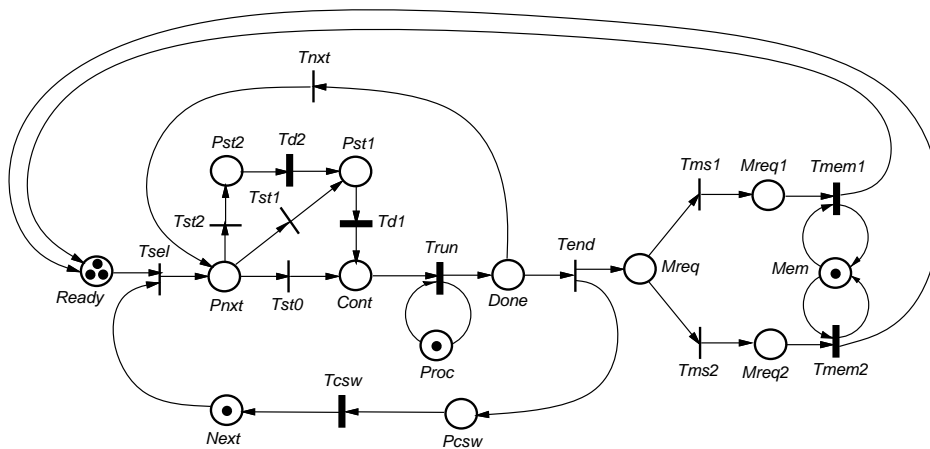 Tnxt
Pst2
Td2
Pst1
Tst1
Tms1
Mreq1
Tmem1
Tst2
Td1
Tsel
Trun
Tend
Mreq
Mem
Ready
Pnxt
Tst0
Cont
Done
Proc
Tms2
Mreq2
Tmem2
Tcsw
Next
Pcsw